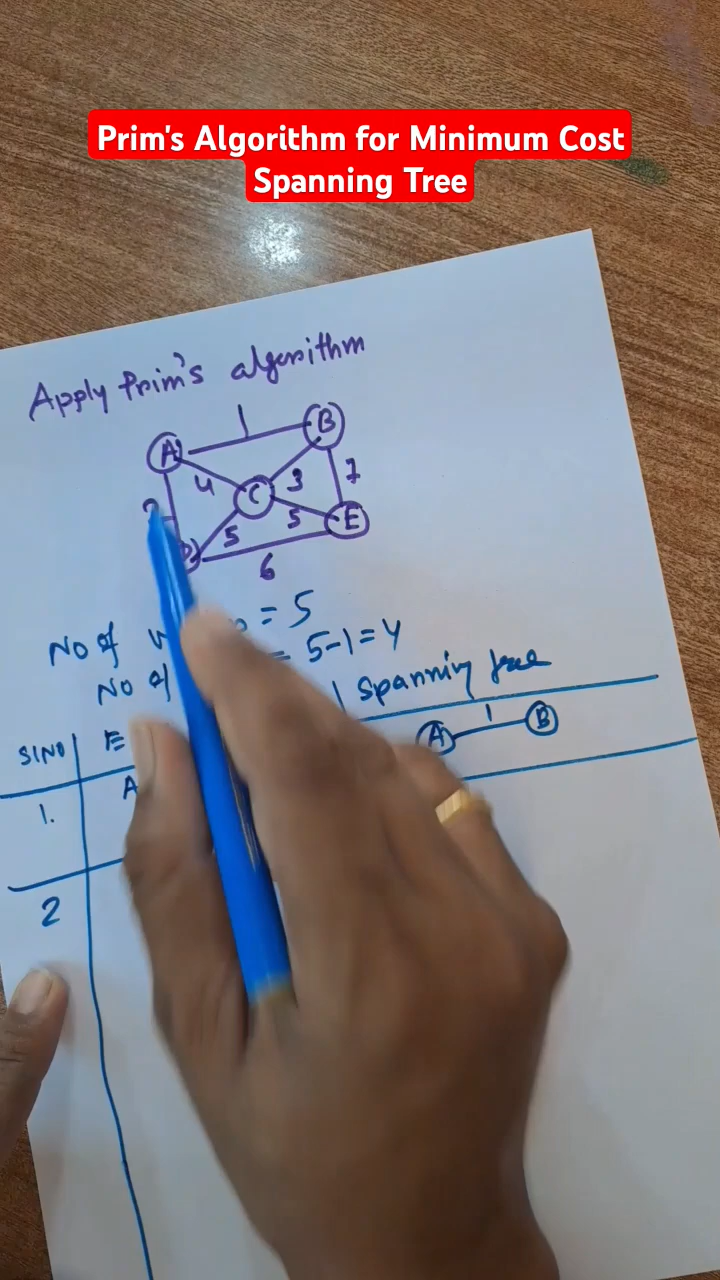 Prim's Algorithm for Minimum Cost
Spanning Tree
Apply Prim's algorithm
1
A B
4 C 3 7
5 5 E
6
No of = 5
No of = 5-1=4
SlNo E Spanning tree
1. A A 1 B
2